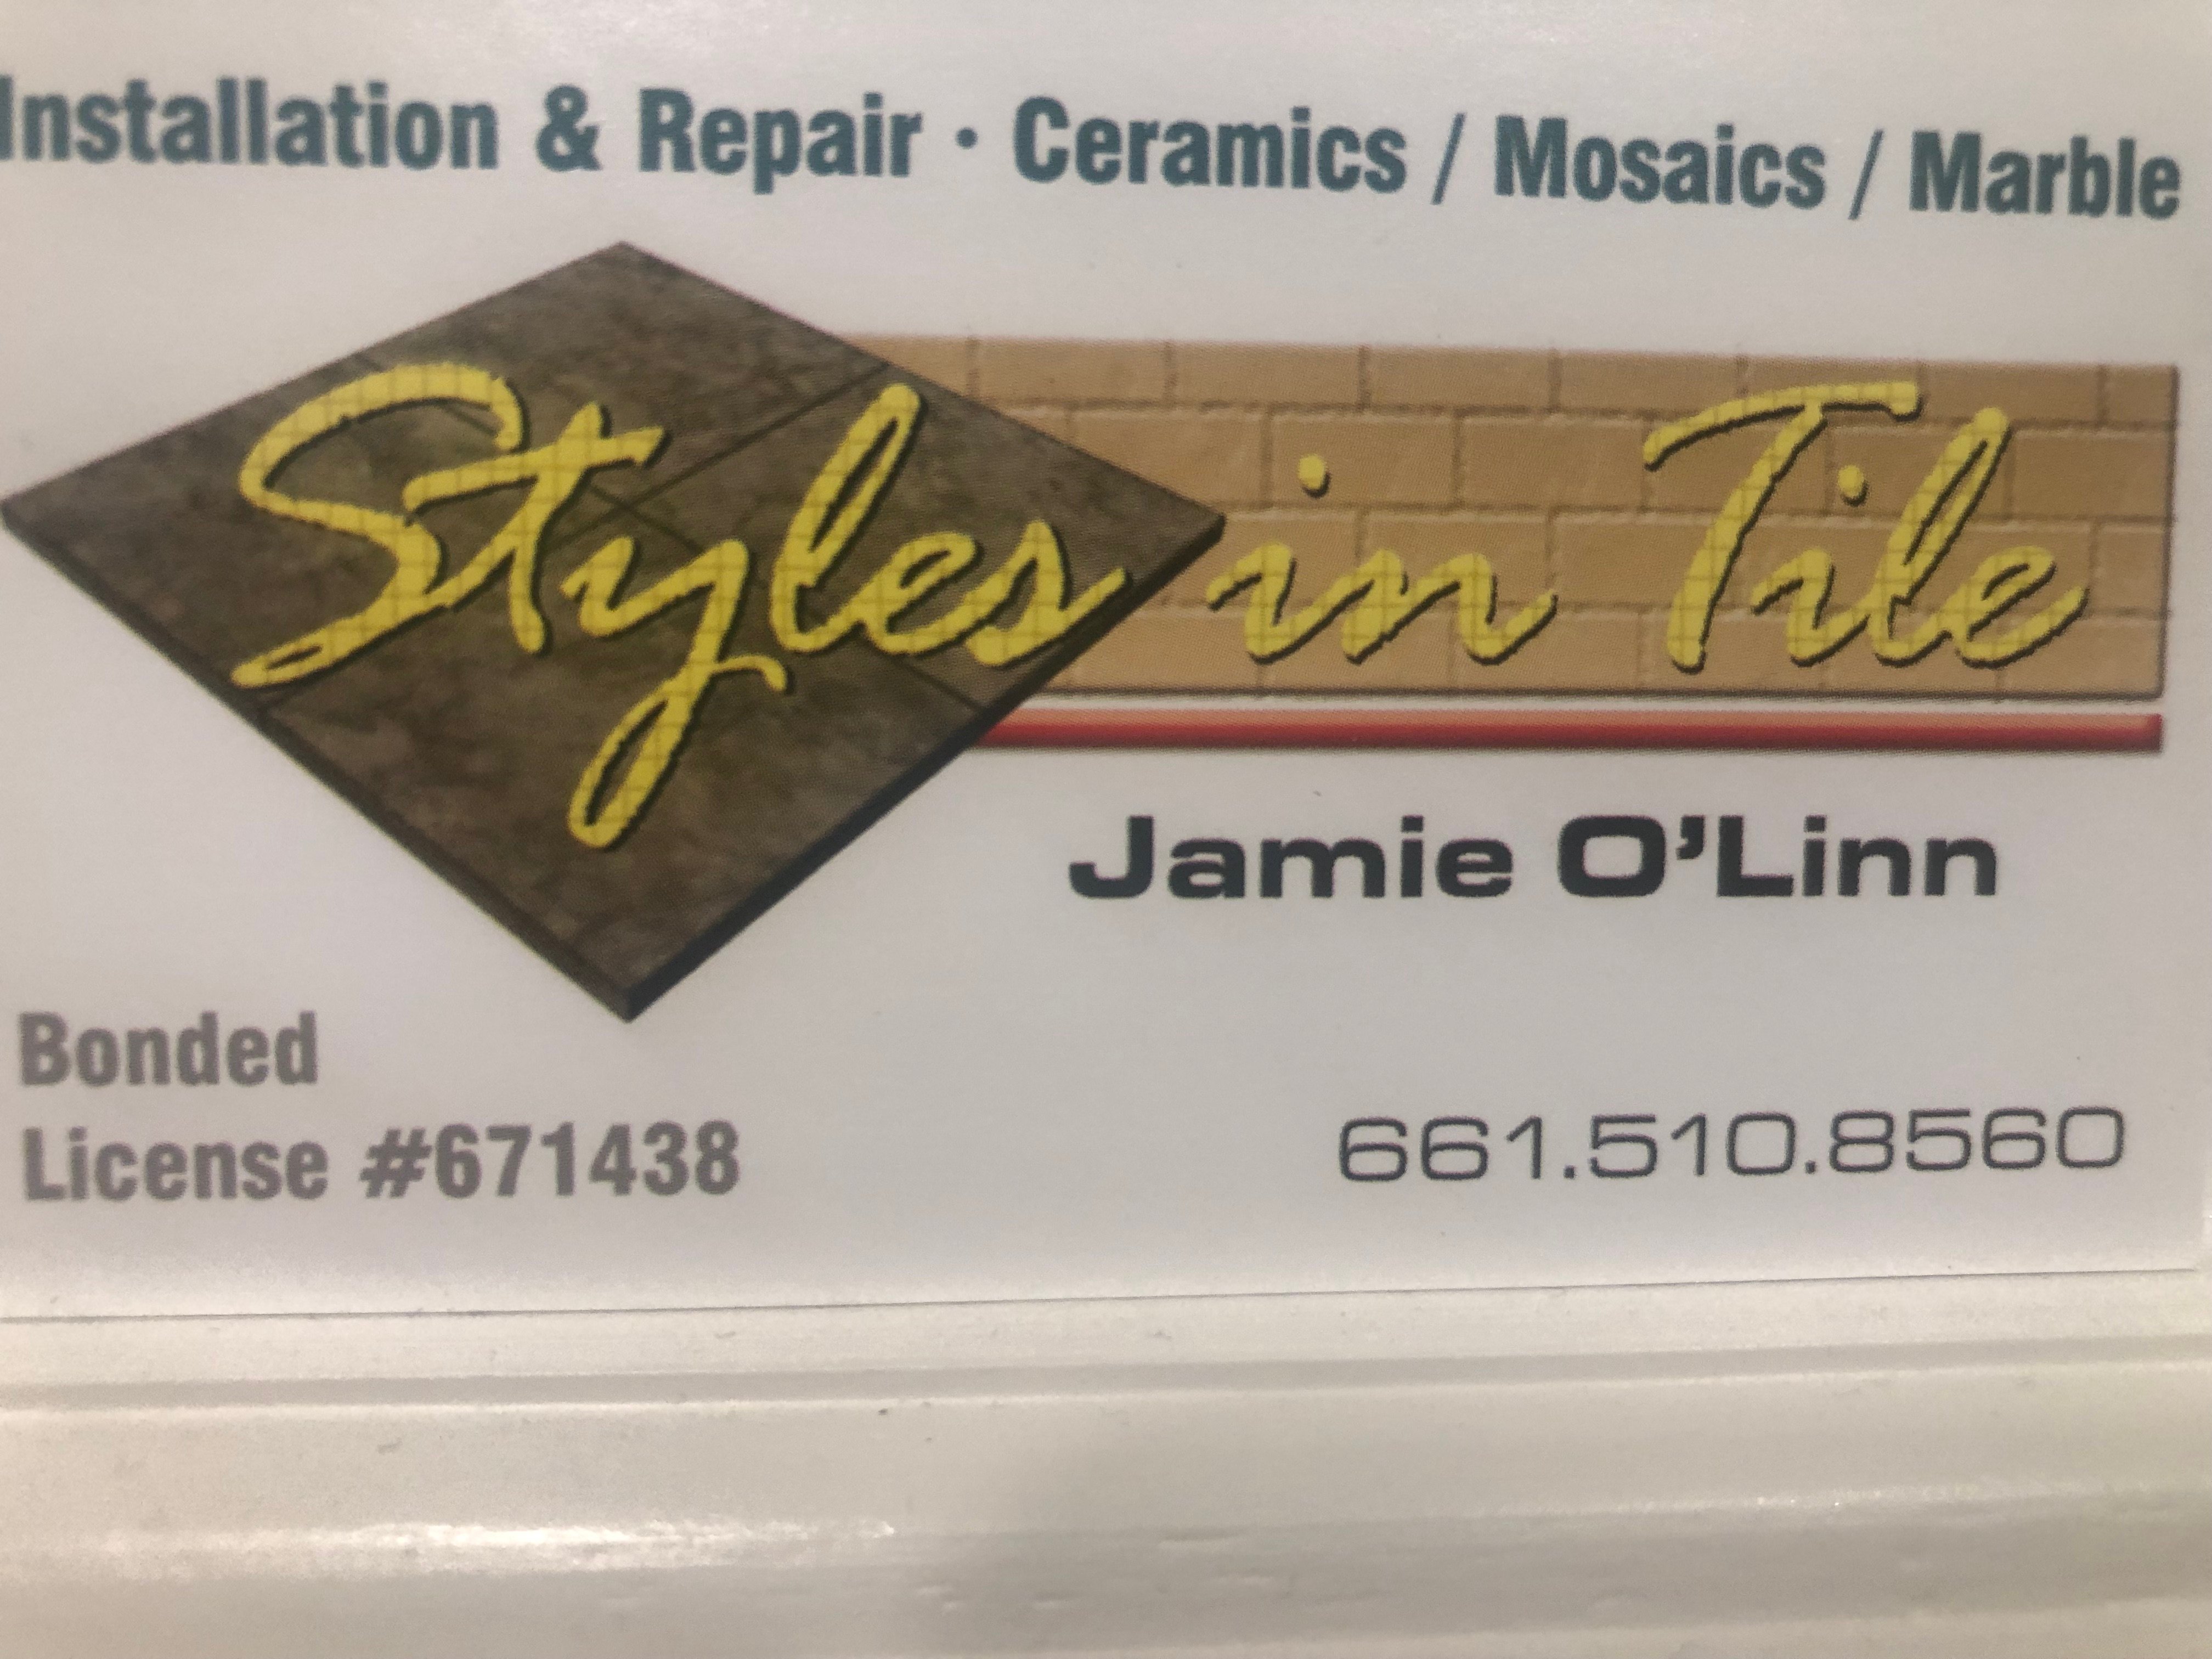 Installation & Repair · Ceramics / Mosaics / Marble
Styles in Tile
Jamie O’Linn
Bonded
License #671438
661.510.8560